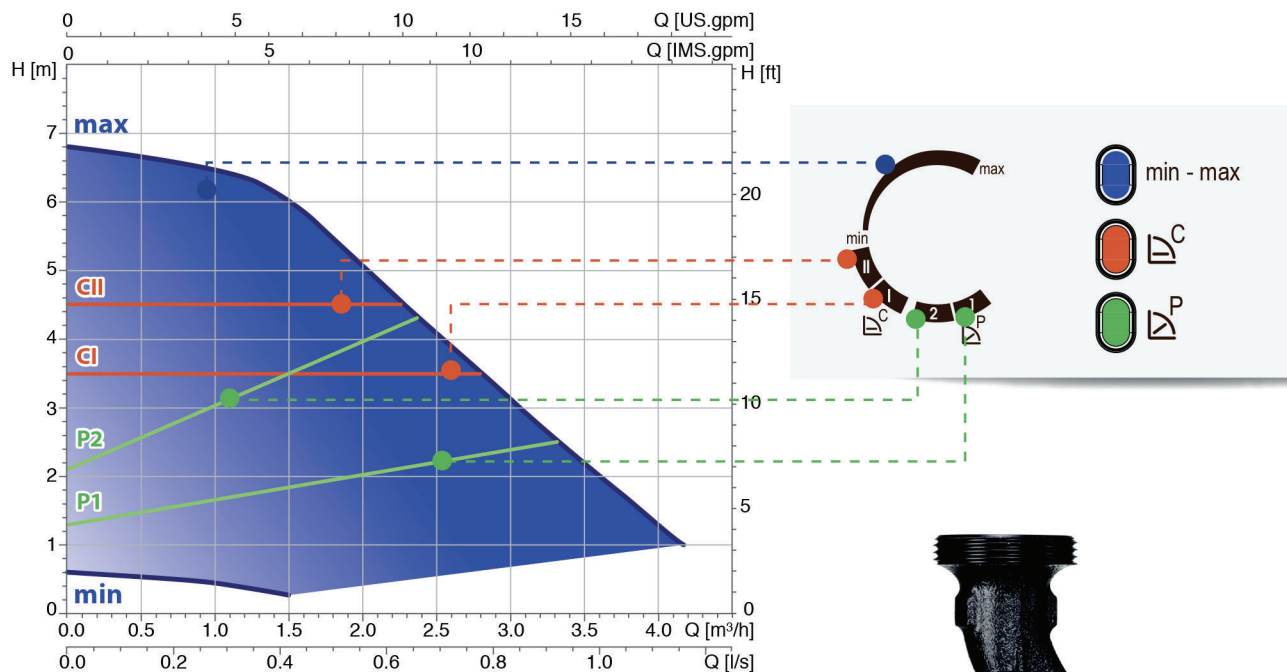 0 5 10 15 Q [US.gpm]
0 5 10 Q [IMS.gpm]
H [m] H [ft]
max
7
6 20
5
CII 15
4
CI
3 10
P2
2
P1 5
1
min
0 0
0.0 0.5 1.0 1.5 2.0 2.5 3.0 3.5 4.0 Q [m³/h]
0.0 0.2 0.4 0.6 0.8 1.0 Q [l/s]
max
min
II
I
2
1
C
P
min - max
C
P